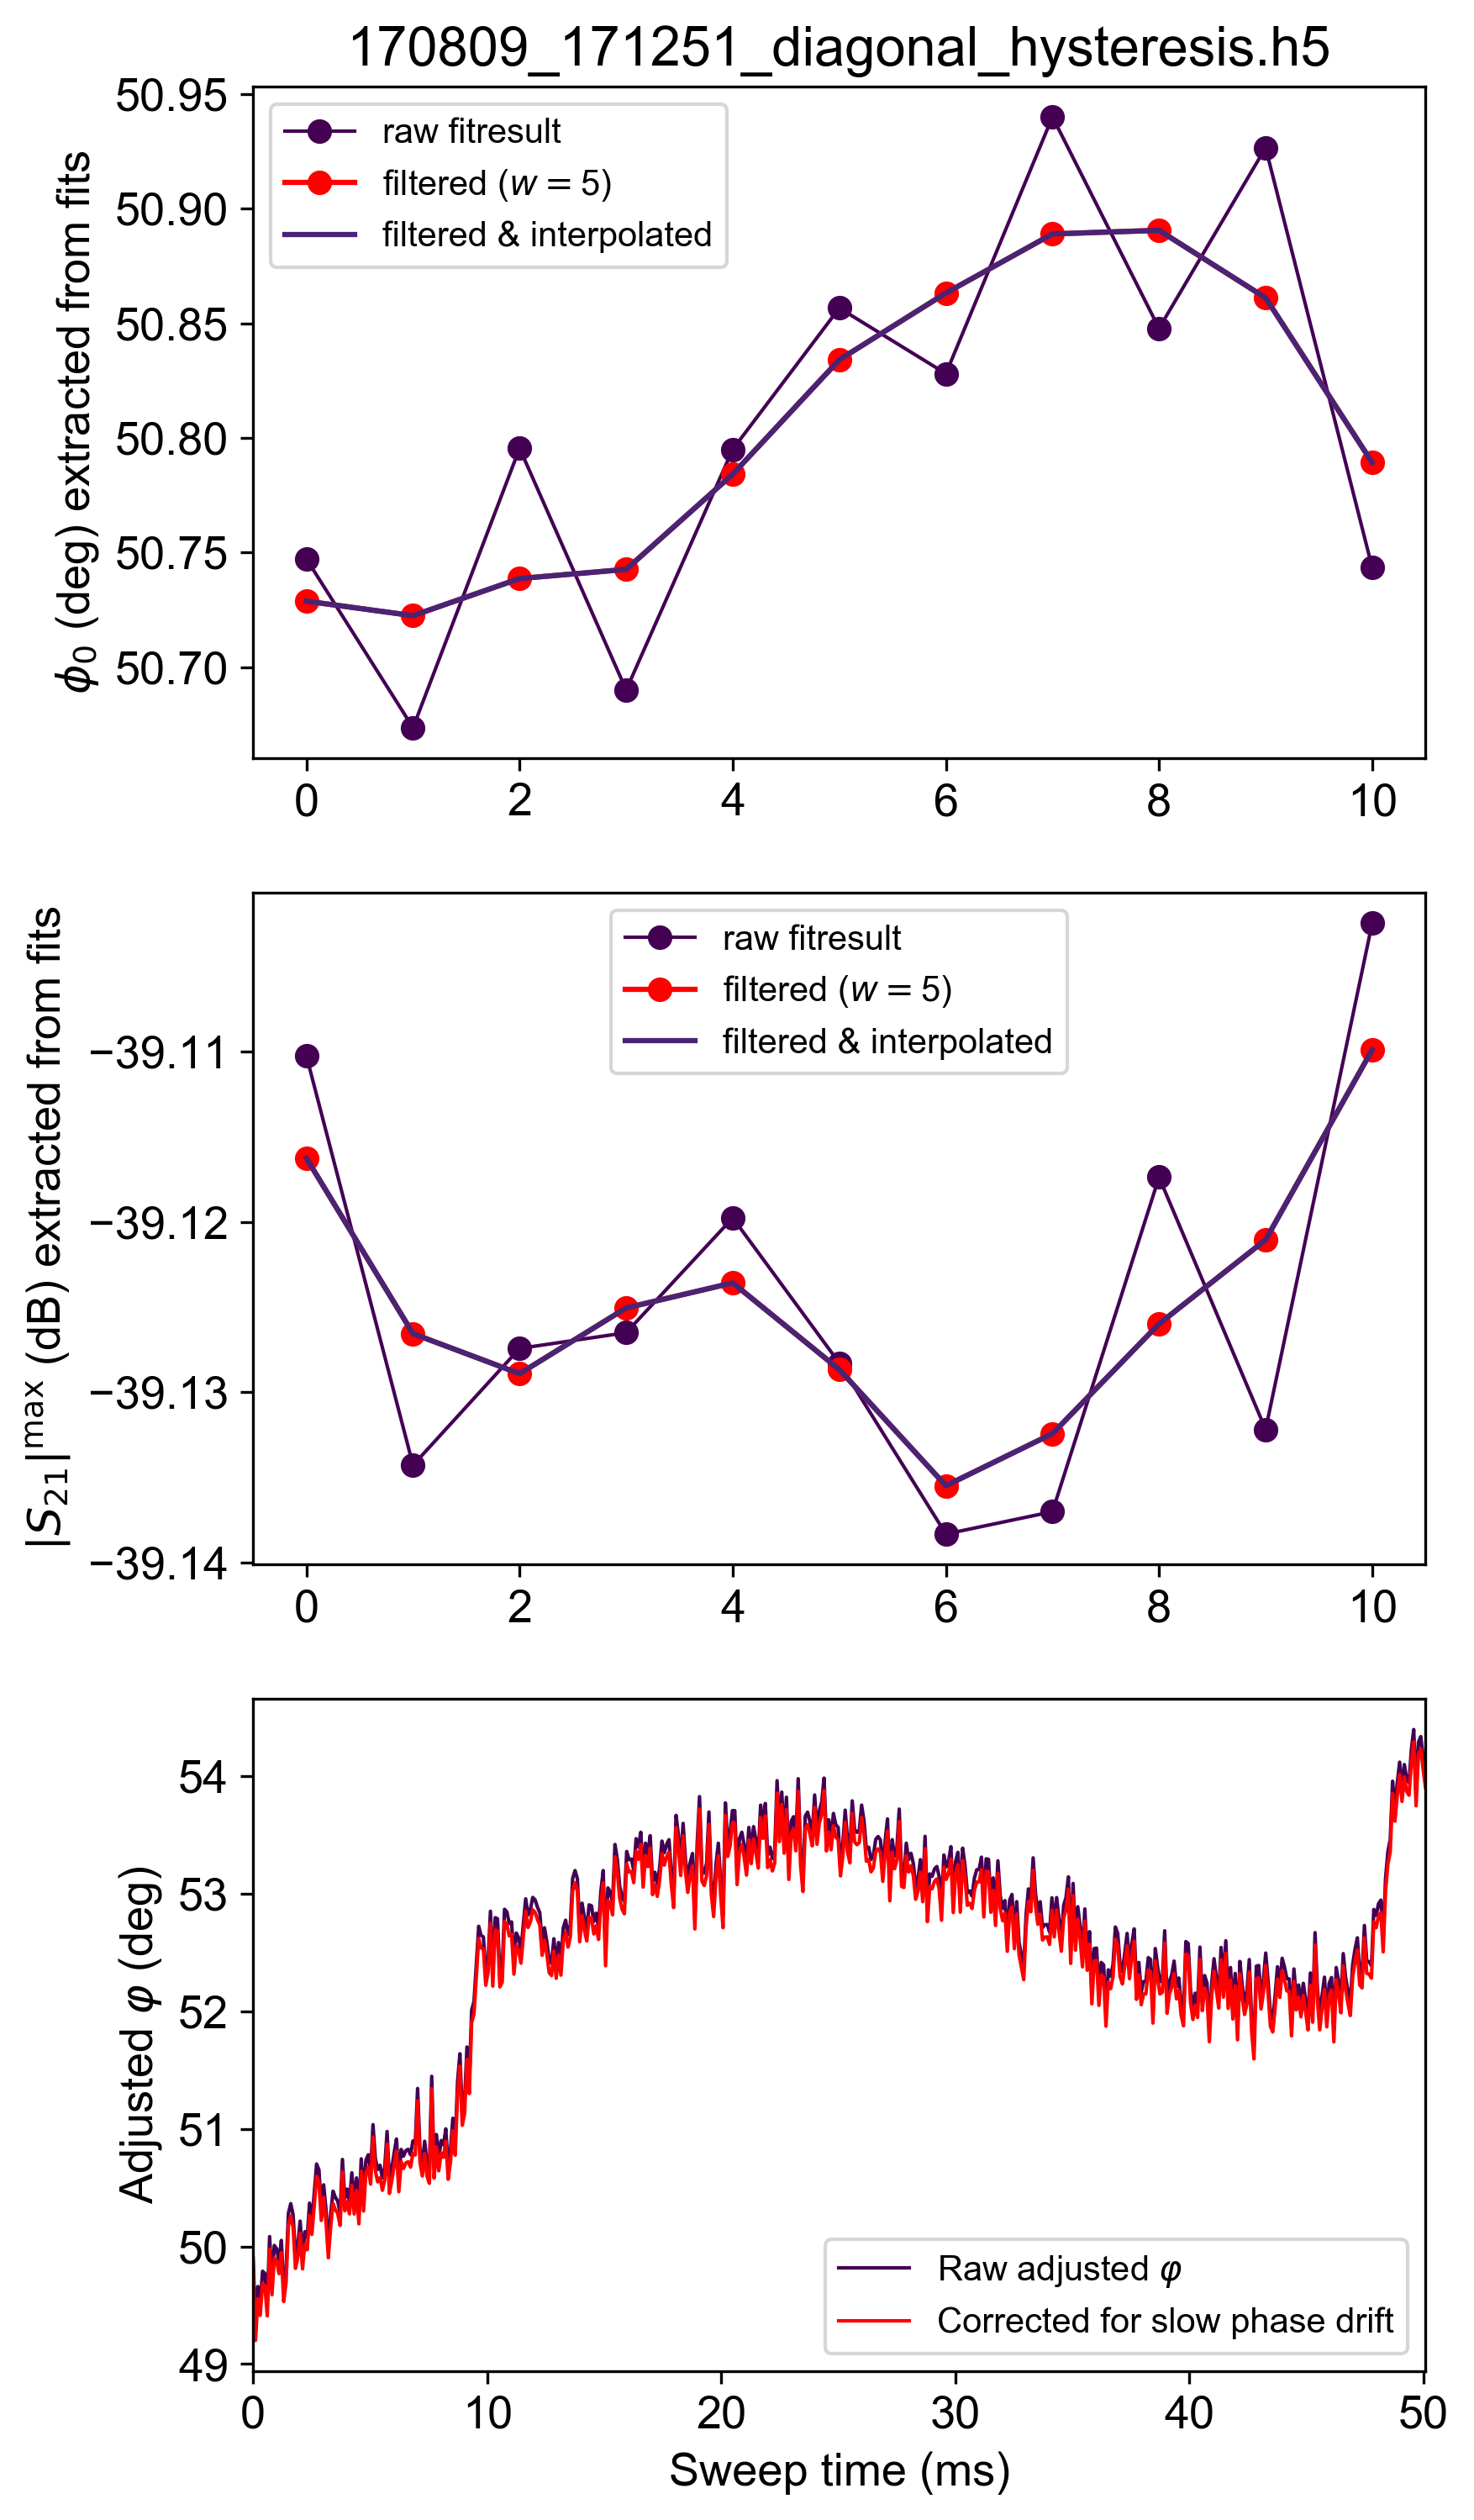 170809_171251_diagonal_hysteresis.h5
50.95
50.90
50.85
50.80
50.75
50.70
ϕ₀ (deg) extracted from fits
raw fitresult
filtered (w = 5)
filtered & interpolated
0 2 4 6 8 10
−39.11
−39.12
−39.13
−39.14
|S₂₁|ᵐᵃˣ (dB) extracted from fits
raw fitresult
filtered (w = 5)
filtered & interpolated
0 2 4 6 8 10
54
53
52
51
50
49
Adjusted φ (deg)
Raw adjusted φ
Corrected for slow phase drift
0 10 20 30 40 50
Sweep time (ms)